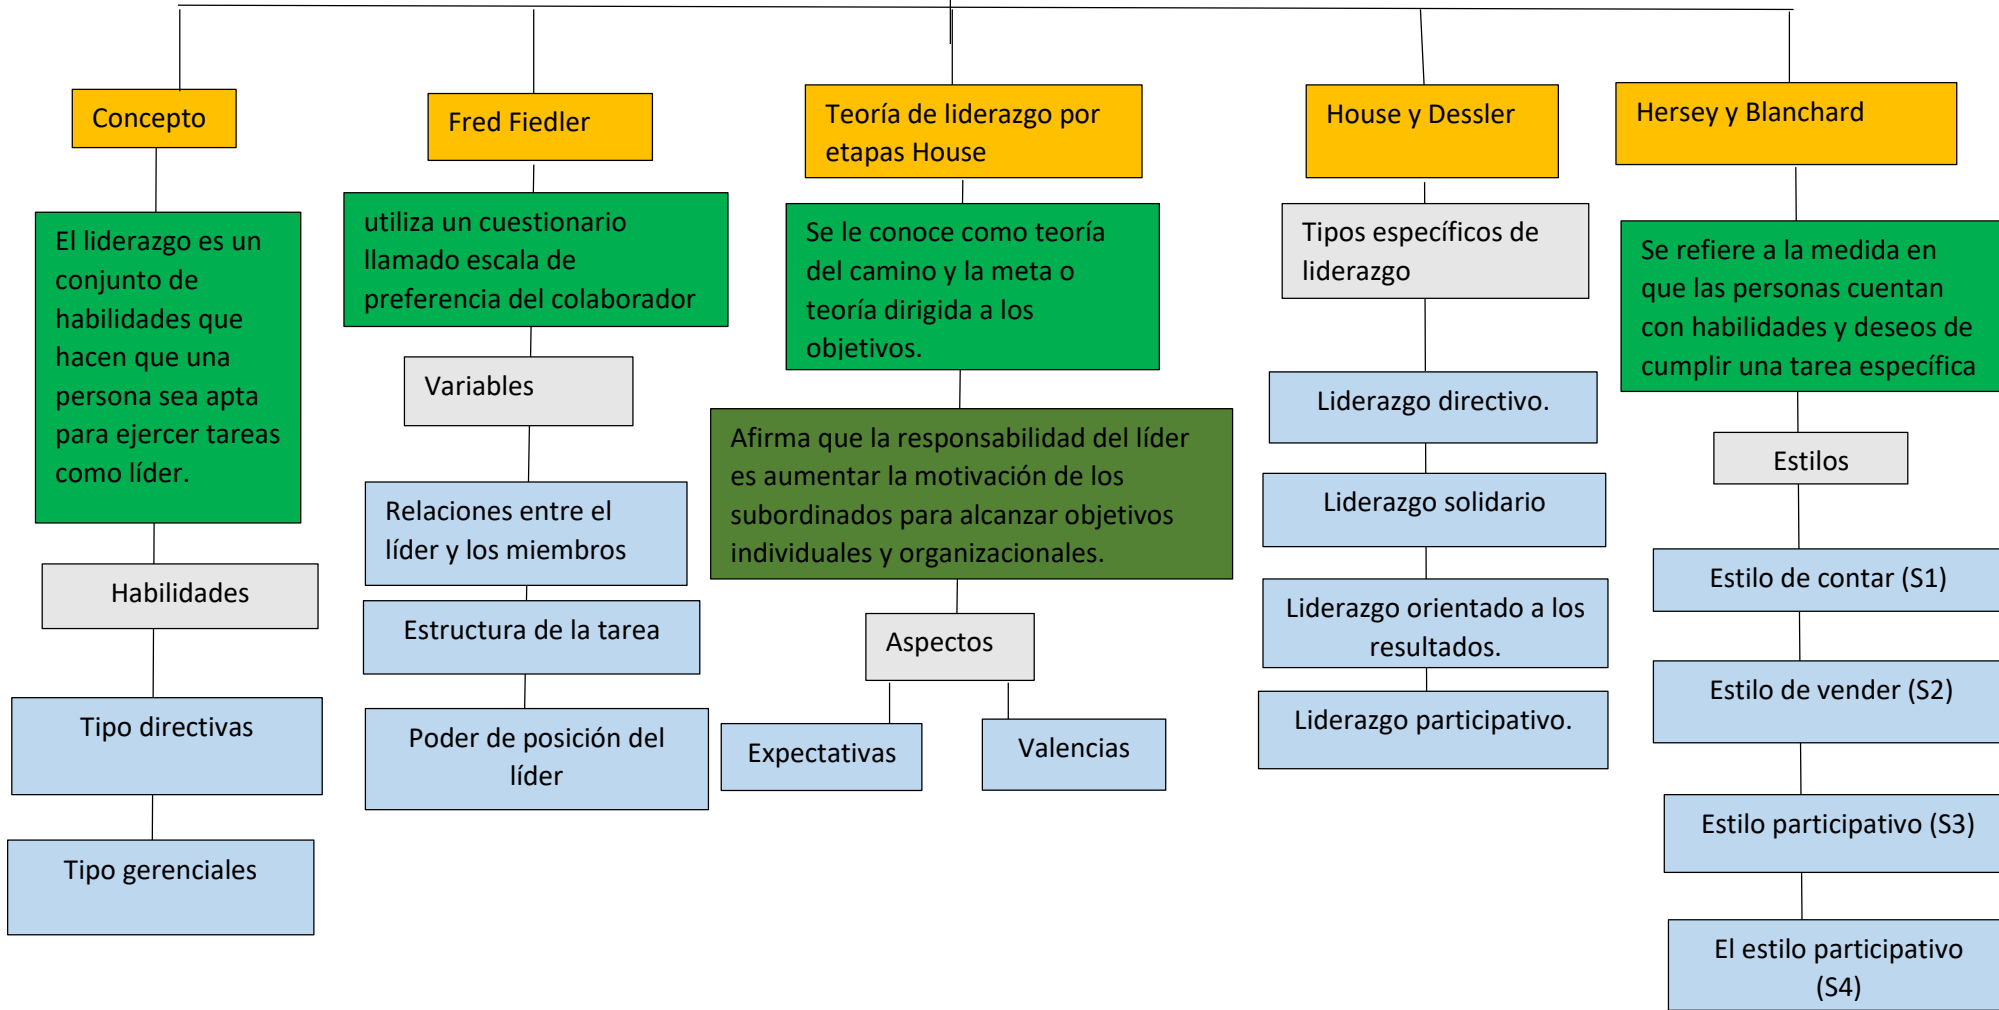 Concepto
El liderazgo es un
conjunto de
habilidades que
hacen que una
persona sea apta
para ejercer tareas
como líder.
Habilidades
Tipo directivas
Tipo gerenciales
Fred Fiedler
utiliza un cuestionario
llamado escala de
preferencia del colaborador
Variables
Relaciones entre el
líder y los miembros
Estructura de la tarea
Poder de posición del
líder
Teoría de liderazgo por
etapas House
Se le conoce como teoría
del camino y la meta o
teoría dirigida a los
objetivos.
Afirma que la responsabilidad del líder
es aumentar la motivación de los
subordinados para alcanzar objetivos
individuales y organizacionales.
Aspectos
Expectativas
Valencias
House y Dessler
Tipos específicos de
liderazgo
Liderazgo directivo.
Liderazgo solidario
Liderazgo orientado a los
resultados.
Liderazgo participativo.
Hersey y Blanchard
Se refiere a la medida en
que las personas cuentan
con habilidades y deseos de
cumplir una tarea específica
Estilos
Estilo de contar (S1)
Estilo de vender (S2)
Estilo participativo (S3)
El estilo participativo
(S4)